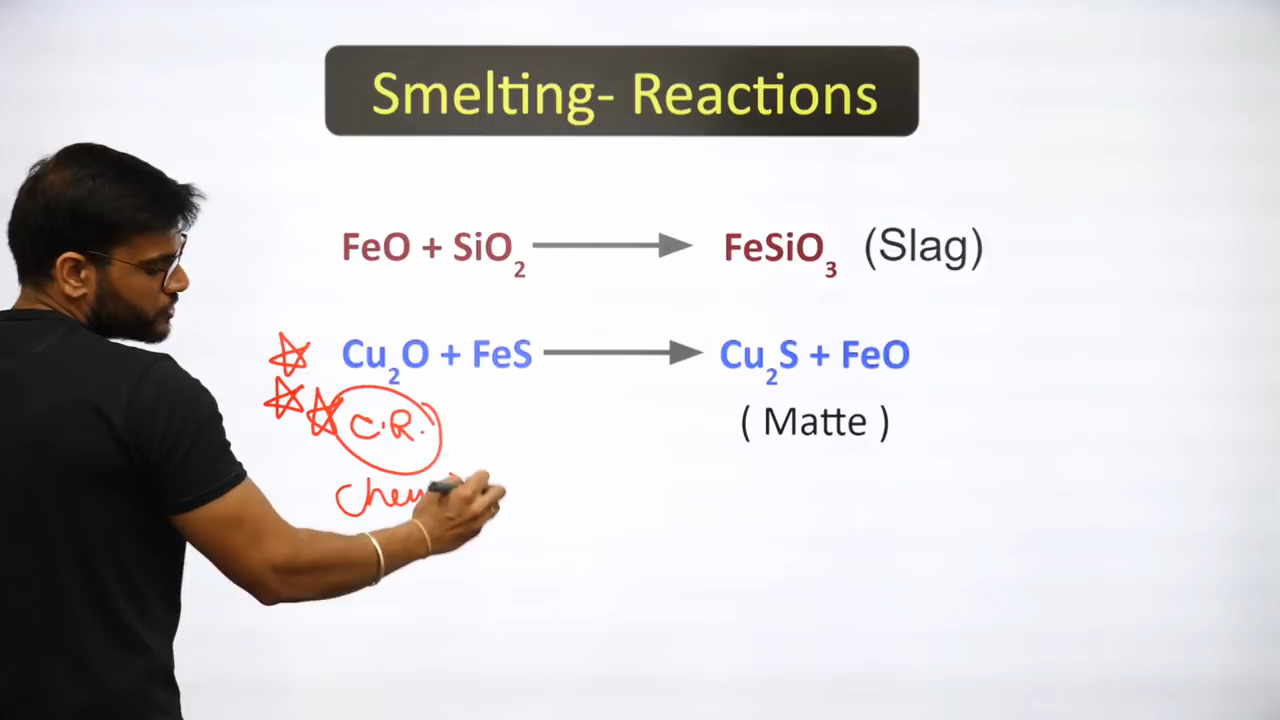 Smelting- Reactions
FeO + SiO₂ → FeSiO₃ (Slag)
Cu₂O + FeS → Cu₂S + FeO
( Matte )
C.R.